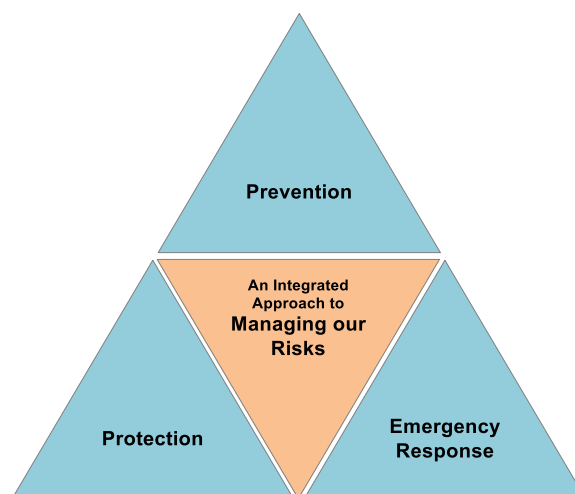 Prevention
An Integrated
Approach to
Managing our
Risks
Protection
Emergency
Response